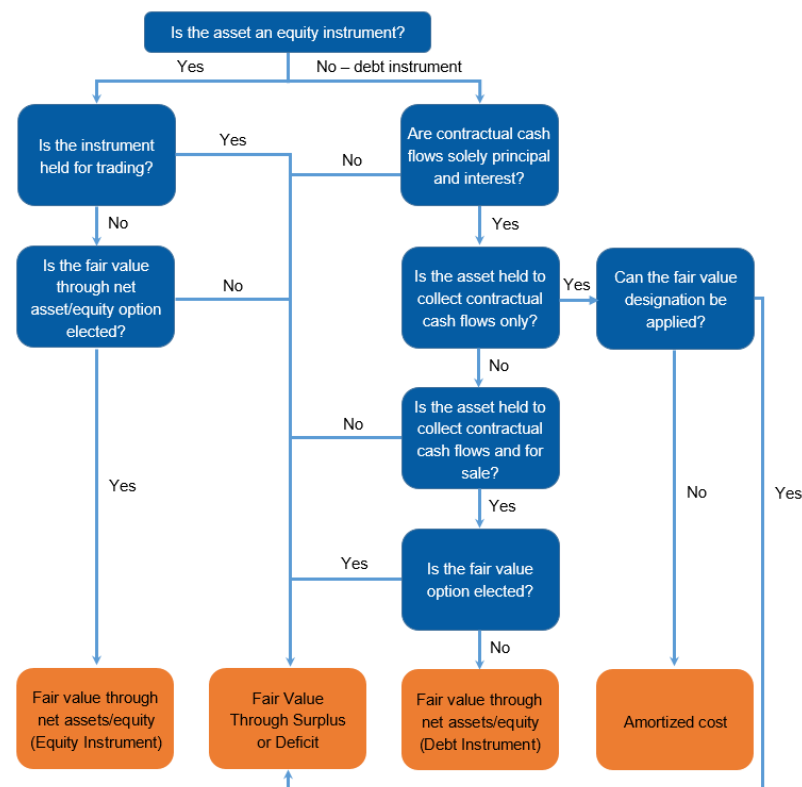 Is the asset an equity instrument?
Yes
No – debt instrument
Is the instrument
held for trading?
Yes
No
Are contractual cash
flows solely principal
and interest?
No
Yes
Is the fair value
through net
asset/equity option
elected?
No
Is the asset held to
collect contractual
cash flows only?
Yes
Can the fair value
designation be
applied?
No
Is the asset held to
collect contractual
cash flows and for
sale?
No
Yes
Yes
No
Yes
Is the fair value
option elected?
Yes
No
Fair value through
net assets/equity
(Equity Instrument)
Fair Value
Through Surplus
or Deficit
Fair value through
net assets/equity
(Debt Instrument)
Amortized cost